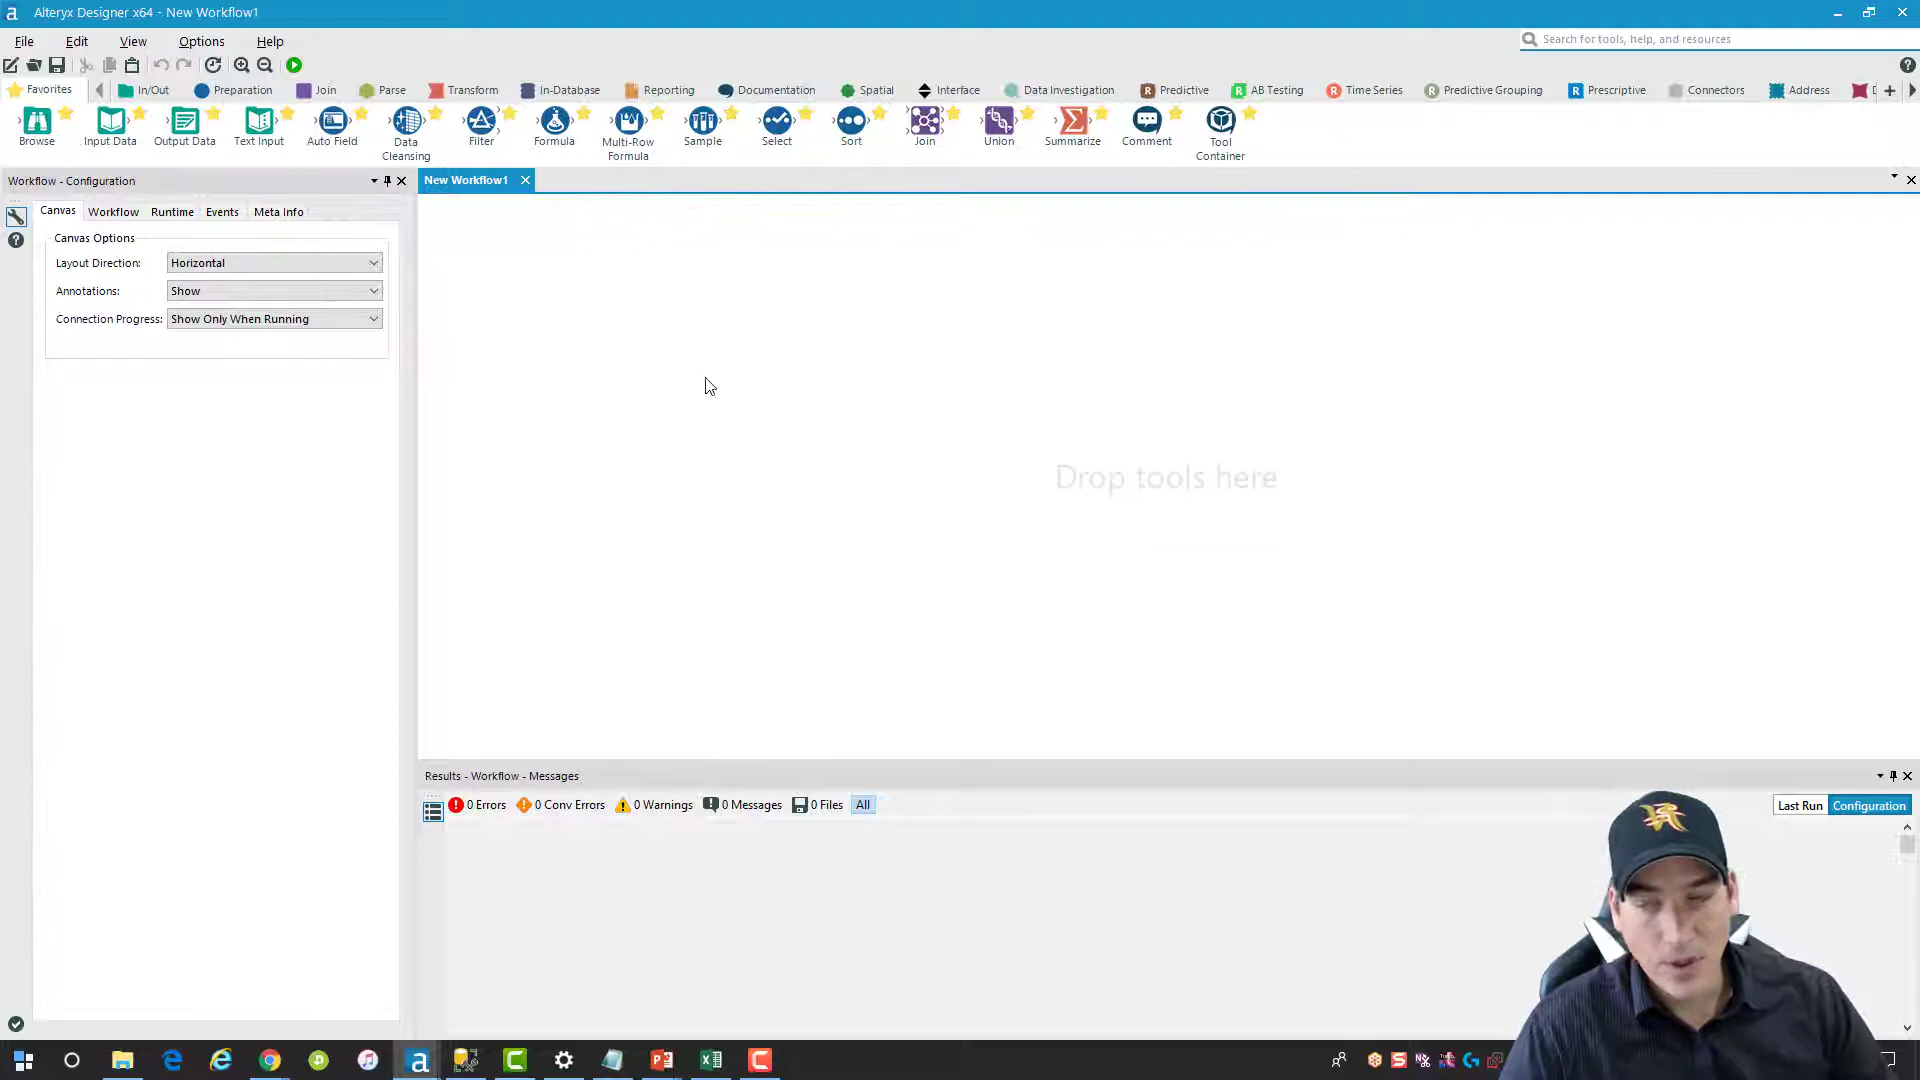 Alteryx Designer x64 - New Workflow1
File Edit View Options Help
Search for tools, help, and resources
Favorites In/Out Preparation Join Parse Transform In-Database Reporting Documentation Spatial Interface Data Investigation Predictive AB Testing Time Series Predictive Grouping Prescriptive Connectors Address
Browse Input Data Output Data Text Input Auto Field Data Cleansing Filter Formula Multi-Row Formula Sample Select Sort Join Union Summarize Comment Tool Container
Workflow - Configuration
New Workflow1
Canvas Workflow Runtime Events Meta Info
Canvas Options
Layout Direction: Horizontal
Annotations: Show
Connection Progress: Show Only When Running
Drop tools here
Results - Workflow - Messages
0 Errors 0 Conv Errors 0 Warnings 0 Messages 0 Files All
Last Run Configuration